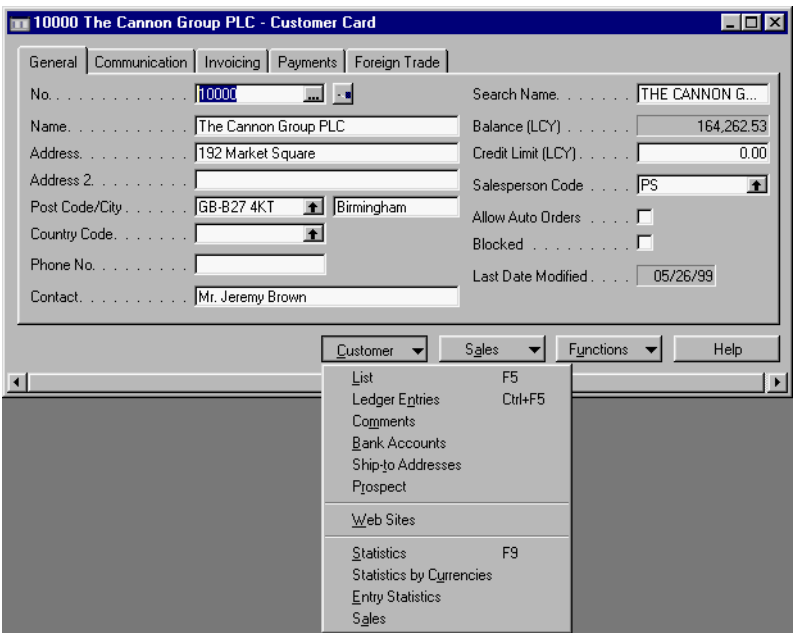 10000 The Cannon Group PLC - Customer Card
General Communication Invoicing Payments Foreign Trade
No. . . . . . . . . . . . . 10000 ... Search Name. . . . . . . THE CANNON G...
Name. . . . . . . . . . . . The Cannon Group PLC Balance (LCY) . . . . . . 164,262.53
Address. . . . . . . . . . 192 Market Square Credit Limit (LCY) . . . . . 0.00
Address 2. . . . . . . . . Salesperson Code . . . . PS
Post Code/City . . . . . . GB-B27 4KT Birmingham Allow Auto Orders . . . .
Country Code. . . . . . . Blocked . . . . . . . . .
Phone No. . . . . . . . . Last Date Modified . . . . 05/26/99
Contact. . . . . . . . . . Mr. Jeremy Brown
Customer Sales Functions Help
List F5
Ledger Entries Ctrl+F5
Comments
Bank Accounts
Ship-to Addresses
Prospect
Web Sites
Statistics F9
Statistics by Currencies
Entry Statistics
Sales